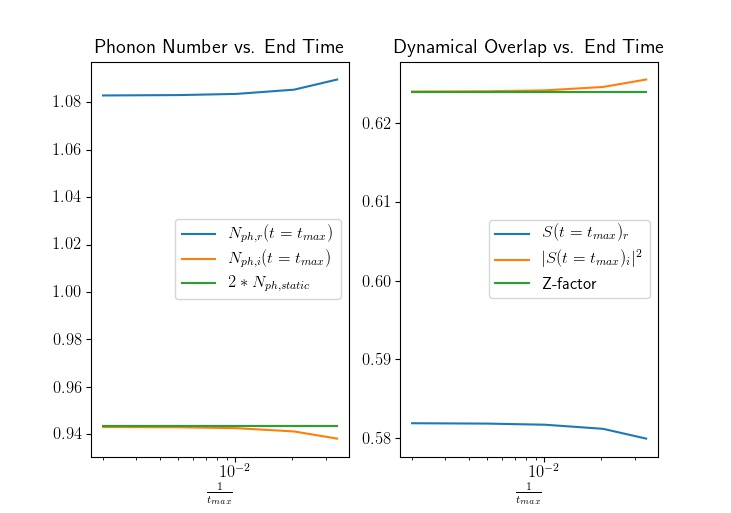 Phonon Number vs. End Time
1.08
1.06
1.04
1.02
1.00
0.98
0.96
0.94
N_{ph,r}(t = t_{max})
N_{ph,i}(t = t_{max})
2 * N_{ph,static}
10^{-2}
\frac{1}{t_{max}}
Dynamical Overlap vs. End Time
0.62
0.61
0.60
0.59
0.58
S(t = t_{max})_r
|S(t = t_{max})_i|^2
Z-factor
10^{-2}
\frac{1}{t_{max}}